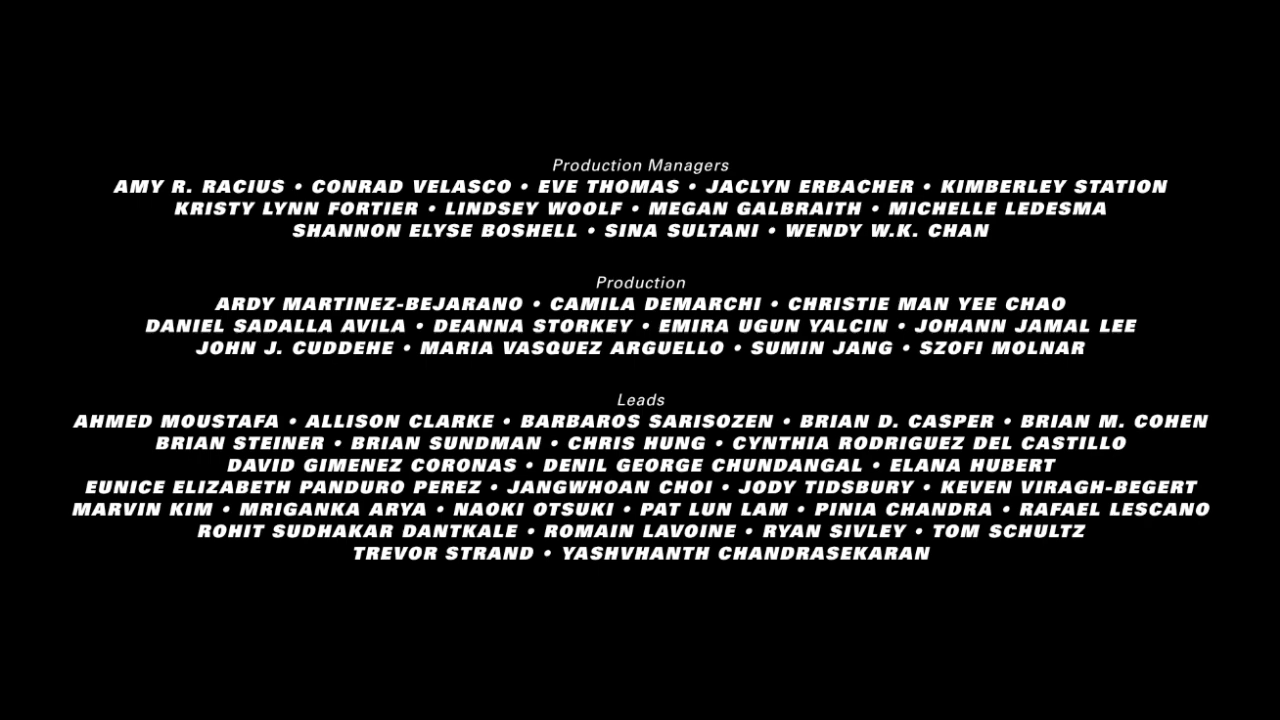 Production Managers
AMY R. RACIUS • CONRAD VELASCO • EVE THOMAS • JACLYN ERBACHER • KIMBERLEY STATION
KRISTY LYNN FORTIER • LINDSEY WOOLF • MEGAN GALBRAITH • MICHELLE LEDESMA
SHANNON ELYSE BOSHELL • SINA SULTANI • WENDY W.K. CHAN
Production
ARDY MARTINEZ-BEJARANO • CAMILA DEMARCHI • CHRISTIE MAN YEE CHAO
DANIEL SADALLA AVILA • DEANNA STORKEY • EMIRA UGUN YALCIN • JOHANN JAMAL LEE
JOHN J. CUDDEHE • MARIA VASQUEZ ARGUELLO • SUMIN JANG • SZOFI MOLNAR
Leads
AHMED MOUSTAFA • ALLISON CLARKE • BARBAROS SARISOZEN • BRIAN D. CASPER • BRIAN M. COHEN
BRIAN STEINER • BRIAN SUNDMAN • CHRIS HUNG • CYNTHIA RODRIGUEZ DEL CASTILLO
DAVID GIMENEZ CORONAS • DENIL GEORGE CHUNDANGAL • ELANA HUBERT
EUNICE ELIZABETH PANDURO PEREZ • JANGWHOAN CHOI • JODY TIDSBURY • KEVEN VIRAGH-BEGERT
MARVIN KIM • MRIGANKA ARYA • NAOKI OTSUKI • PAT LUN LAM • PINIA CHANDRA • RAFAEL LESCANO
ROHIT SUDHAKAR DANTKALE • ROMAIN LAVOINE • RYAN SIVLEY • TOM SCHULTZ
TREVOR STRAND • YASHVHANTH CHANDRASEKARAN